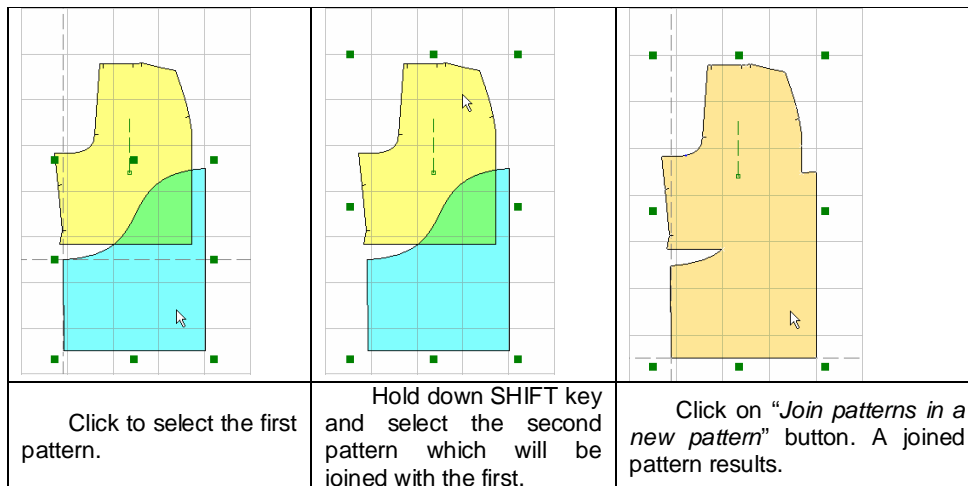 Click to select the first
pattern.
Hold down SHIFT key
and select the second
pattern which will be
joined with the first.
Click on “Join patterns in a
new pattern” button. A joined
pattern results.